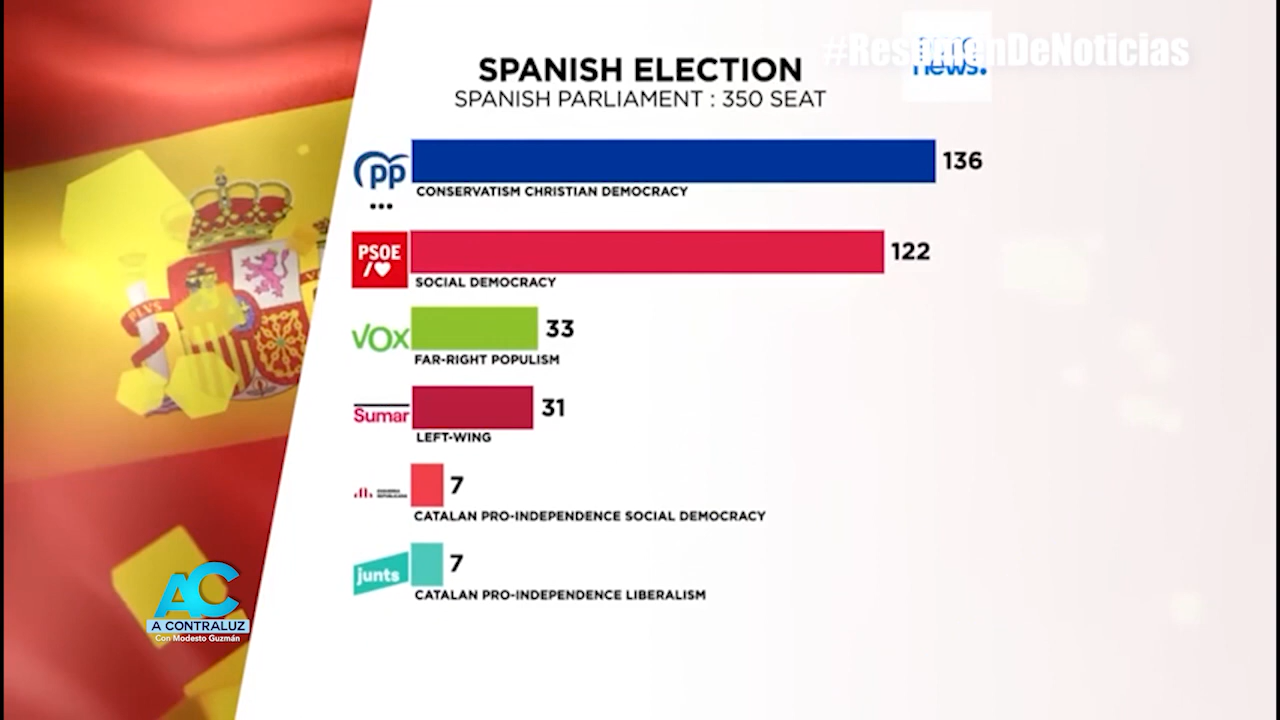 #ResumenDeNoticias
news.
SPANISH ELECTION
SPANISH PARLIAMENT : 350 SEAT
PP
136
CONSERVATISM CHRISTIAN DEMOCRACY
PSOE
122
SOCIAL DEMOCRACY
VOX
33
FAR-RIGHT POPULISM
Sumar
31
LEFT-WING
7
CATALAN PRO-INDEPENDENCE SOCIAL DEMOCRACY
junts
7
CATALAN PRO-INDEPENDENCE LIBERALISM
AC
A CONTRALUZ
Con Modesto Guzmán